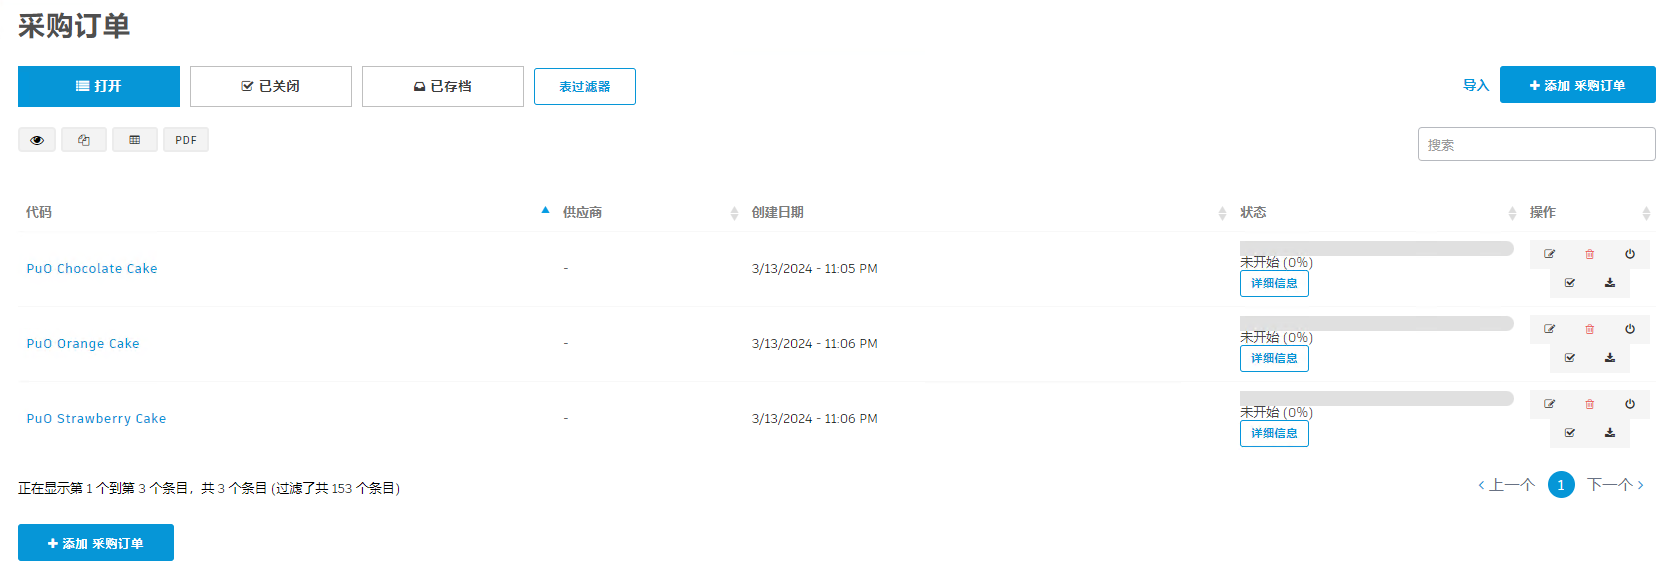 采购订单
打开 已关闭 已存档 表过滤器 导入 添加 采购订单
PDF 搜索
代码 供应商 创建日期 状态 操作
PuO Chocolate Cake - 3/13/2024 - 11:05 PM 未开始 (0%)
详细信息
PuO Orange Cake - 3/13/2024 - 11:06 PM 未开始 (0%)
详细信息
PuO Strawberry Cake - 3/13/2024 - 11:06 PM 未开始 (0%)
详细信息
正在显示第 1 个到第 3 个条目，共 3 个条目 (过滤了共 153 个条目) 上一个 1 下一个
添加 采购订单